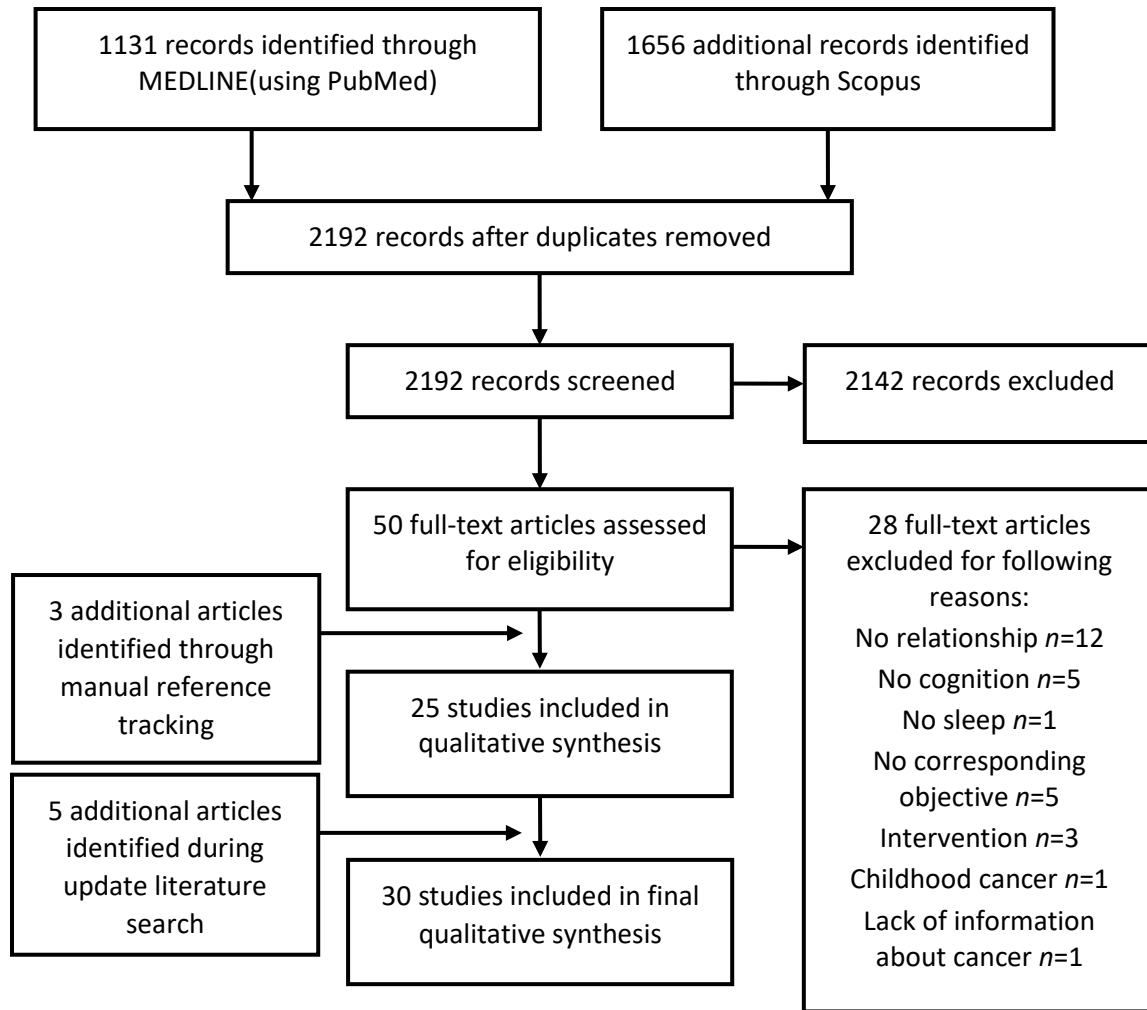 1131 records identified through
MEDLINE(using PubMed)
1656 additional records identified
through Scopus
2192 records after duplicates removed
2192 records screened
2142 records excluded
50 full-text articles assessed
for eligibility
28 full-text articles
excluded for following
reasons:
No relationship n=12
No cognition n=5
No sleep n=1
No corresponding
objective n=5
Intervention n=3
Childhood cancer n=1
Lack of information
about cancer n=1
3 additional articles
identified through
manual reference
tracking
25 studies included in
qualitative synthesis
5 additional articles
identified during
update literature
search
30 studies included in final
qualitative synthesis